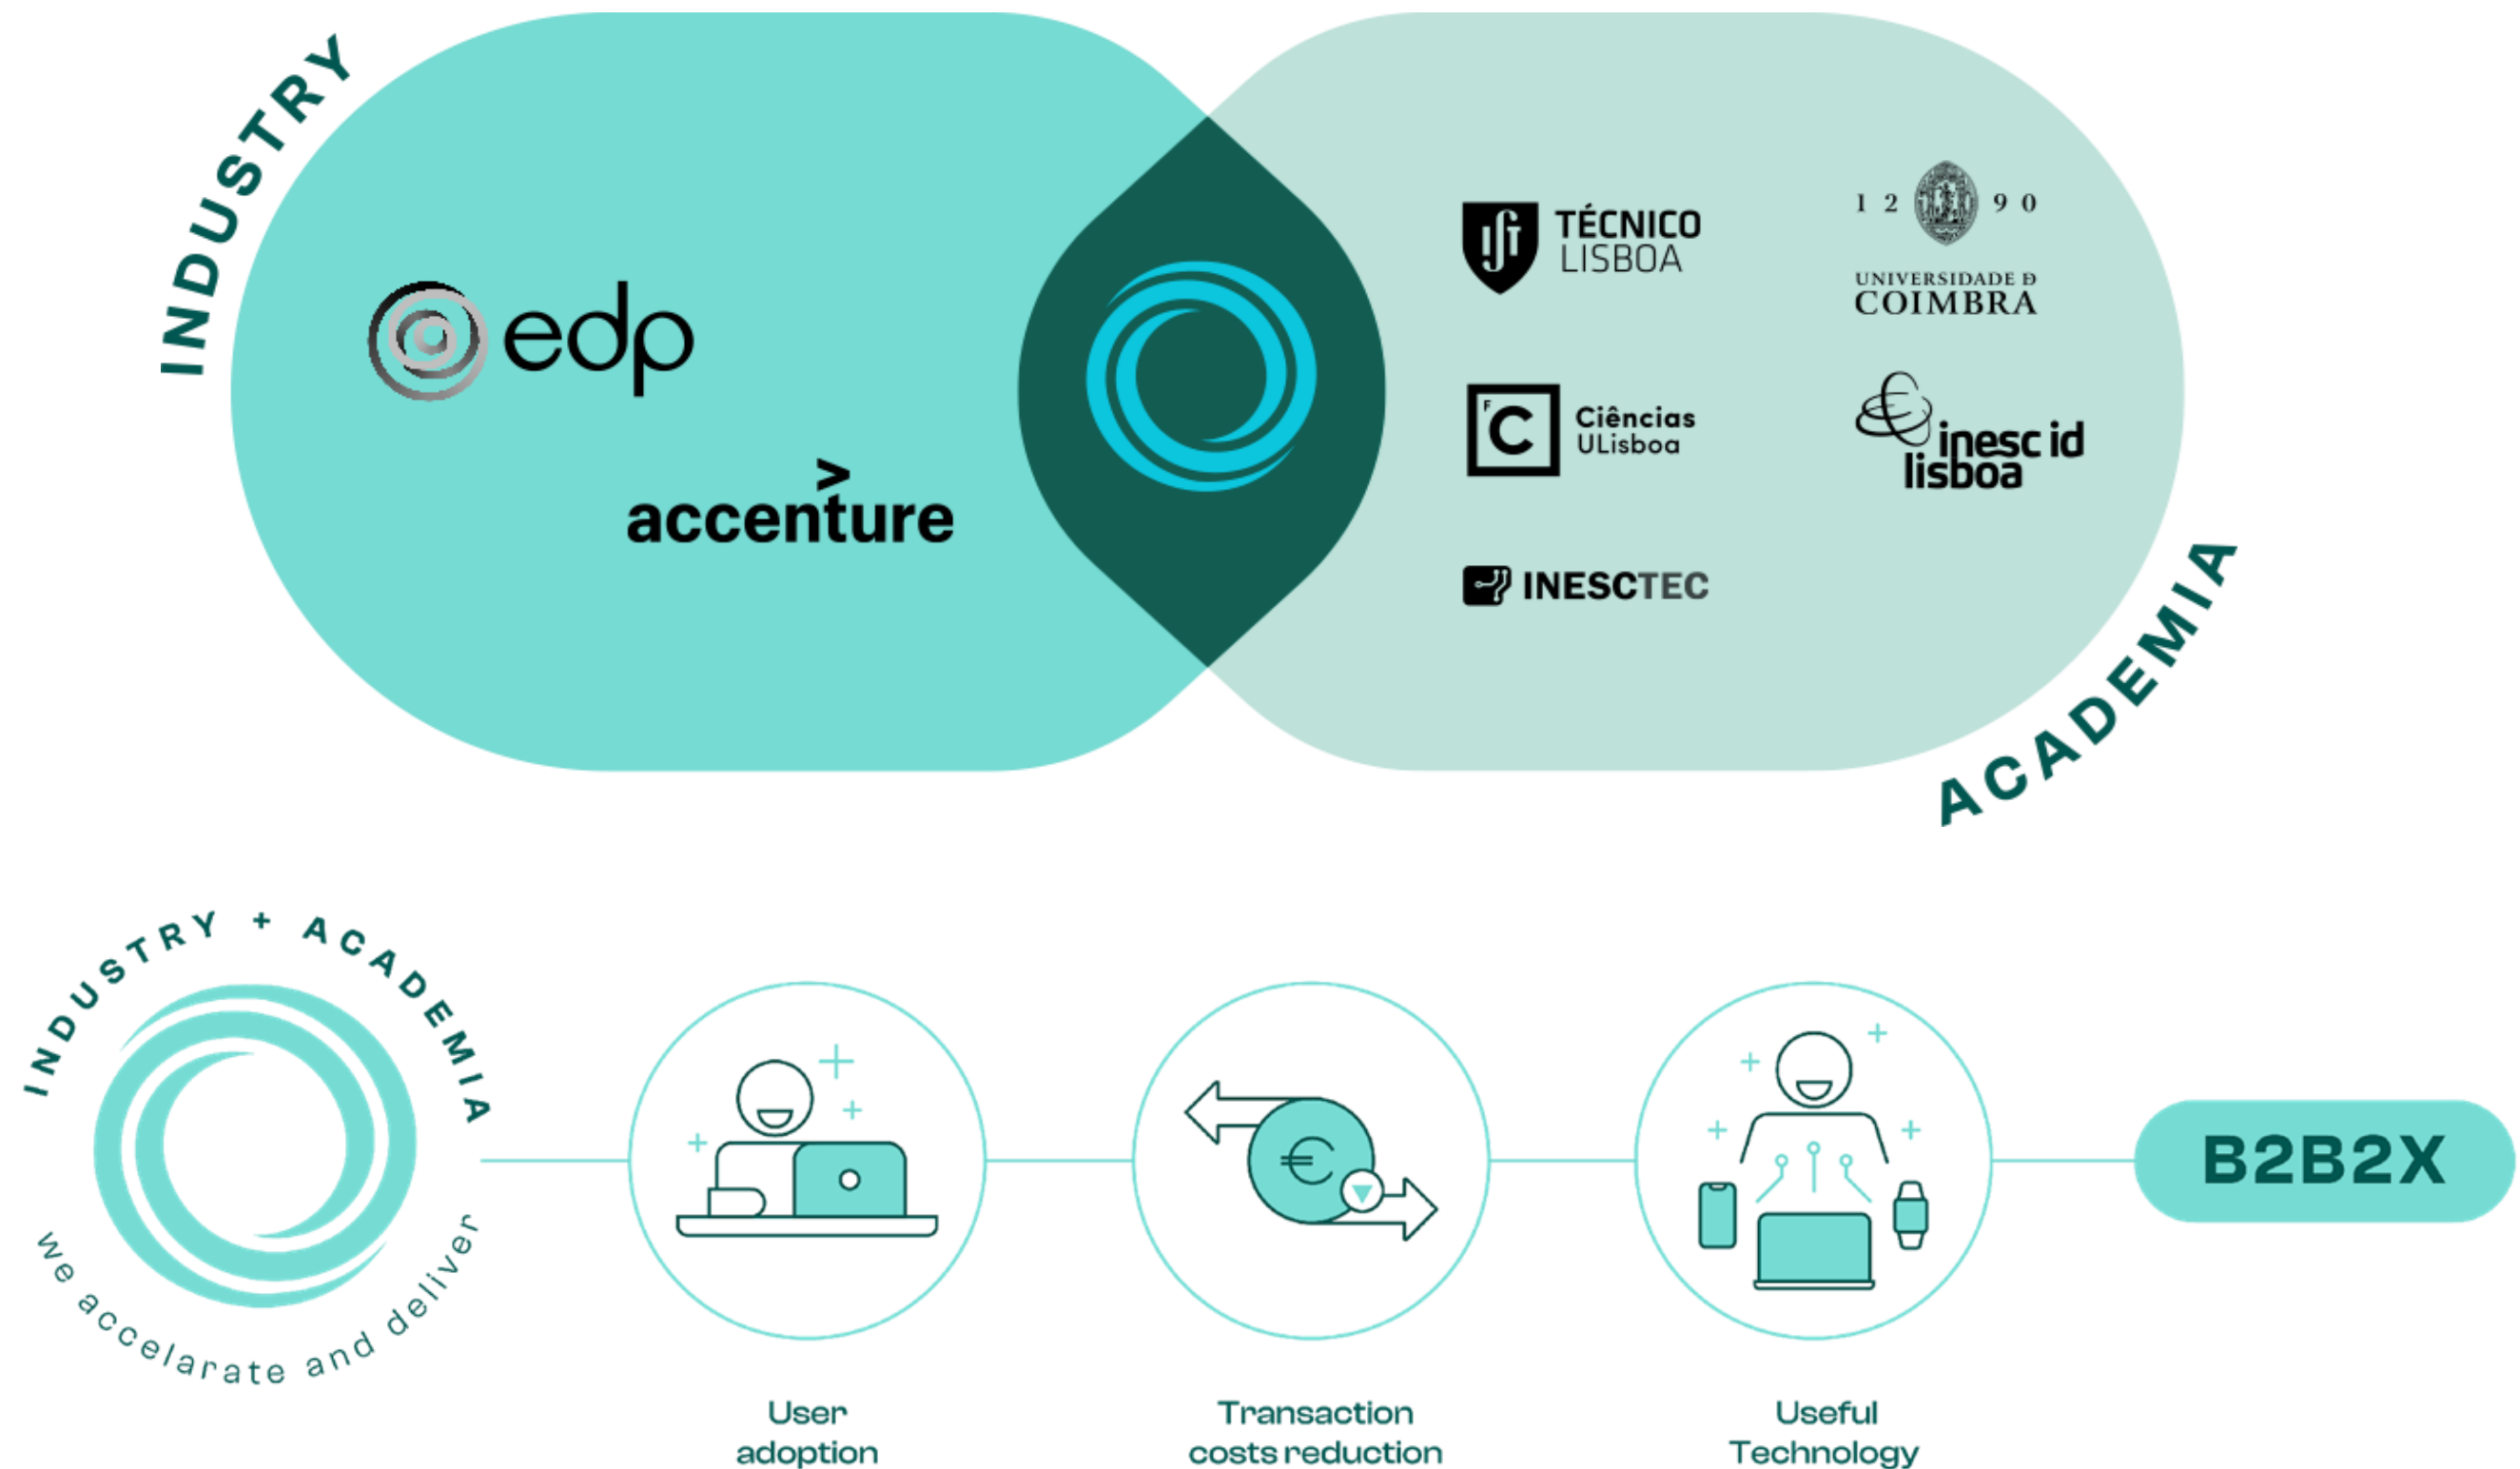 INDUSTRY
edp
>
accenture
IST
TÉCNICO
LISBOA
1 2 9 0
UNIVERSIDADE Ð
COIMBRA
F
C
Ciências
ULisboa
inesc id
lisboa
INESCTEC
ACADEMIA
INDUSTRY + ACADEMIA
we accelarate and deliver
€
B2B2X
User
adoption
Transaction
costs reduction
Useful
Technology